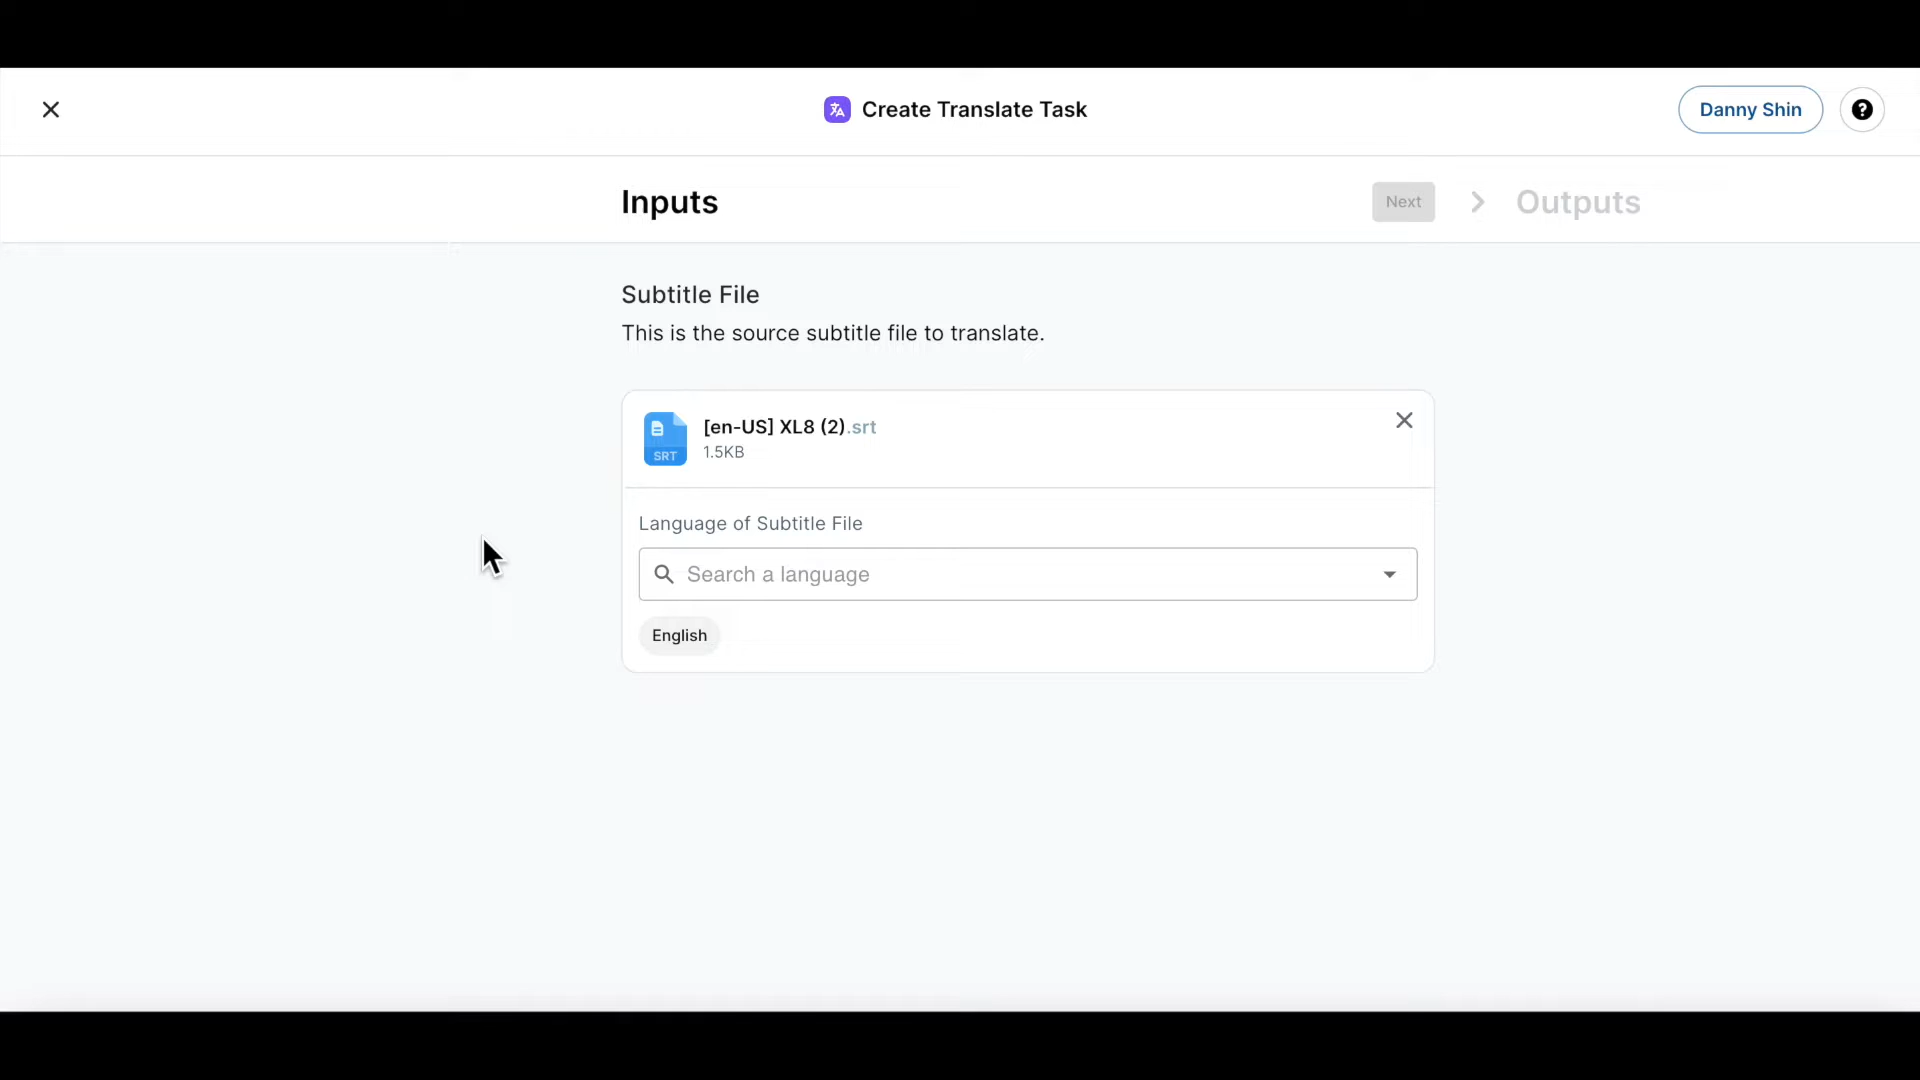 Create Translate Task
Danny Shin
Inputs
Next
Outputs
Subtitle File
This is the source subtitle file to translate.
[en-US] XL8 (2).srt
SRT
1.5KB
Language of Subtitle File
Search a language
English